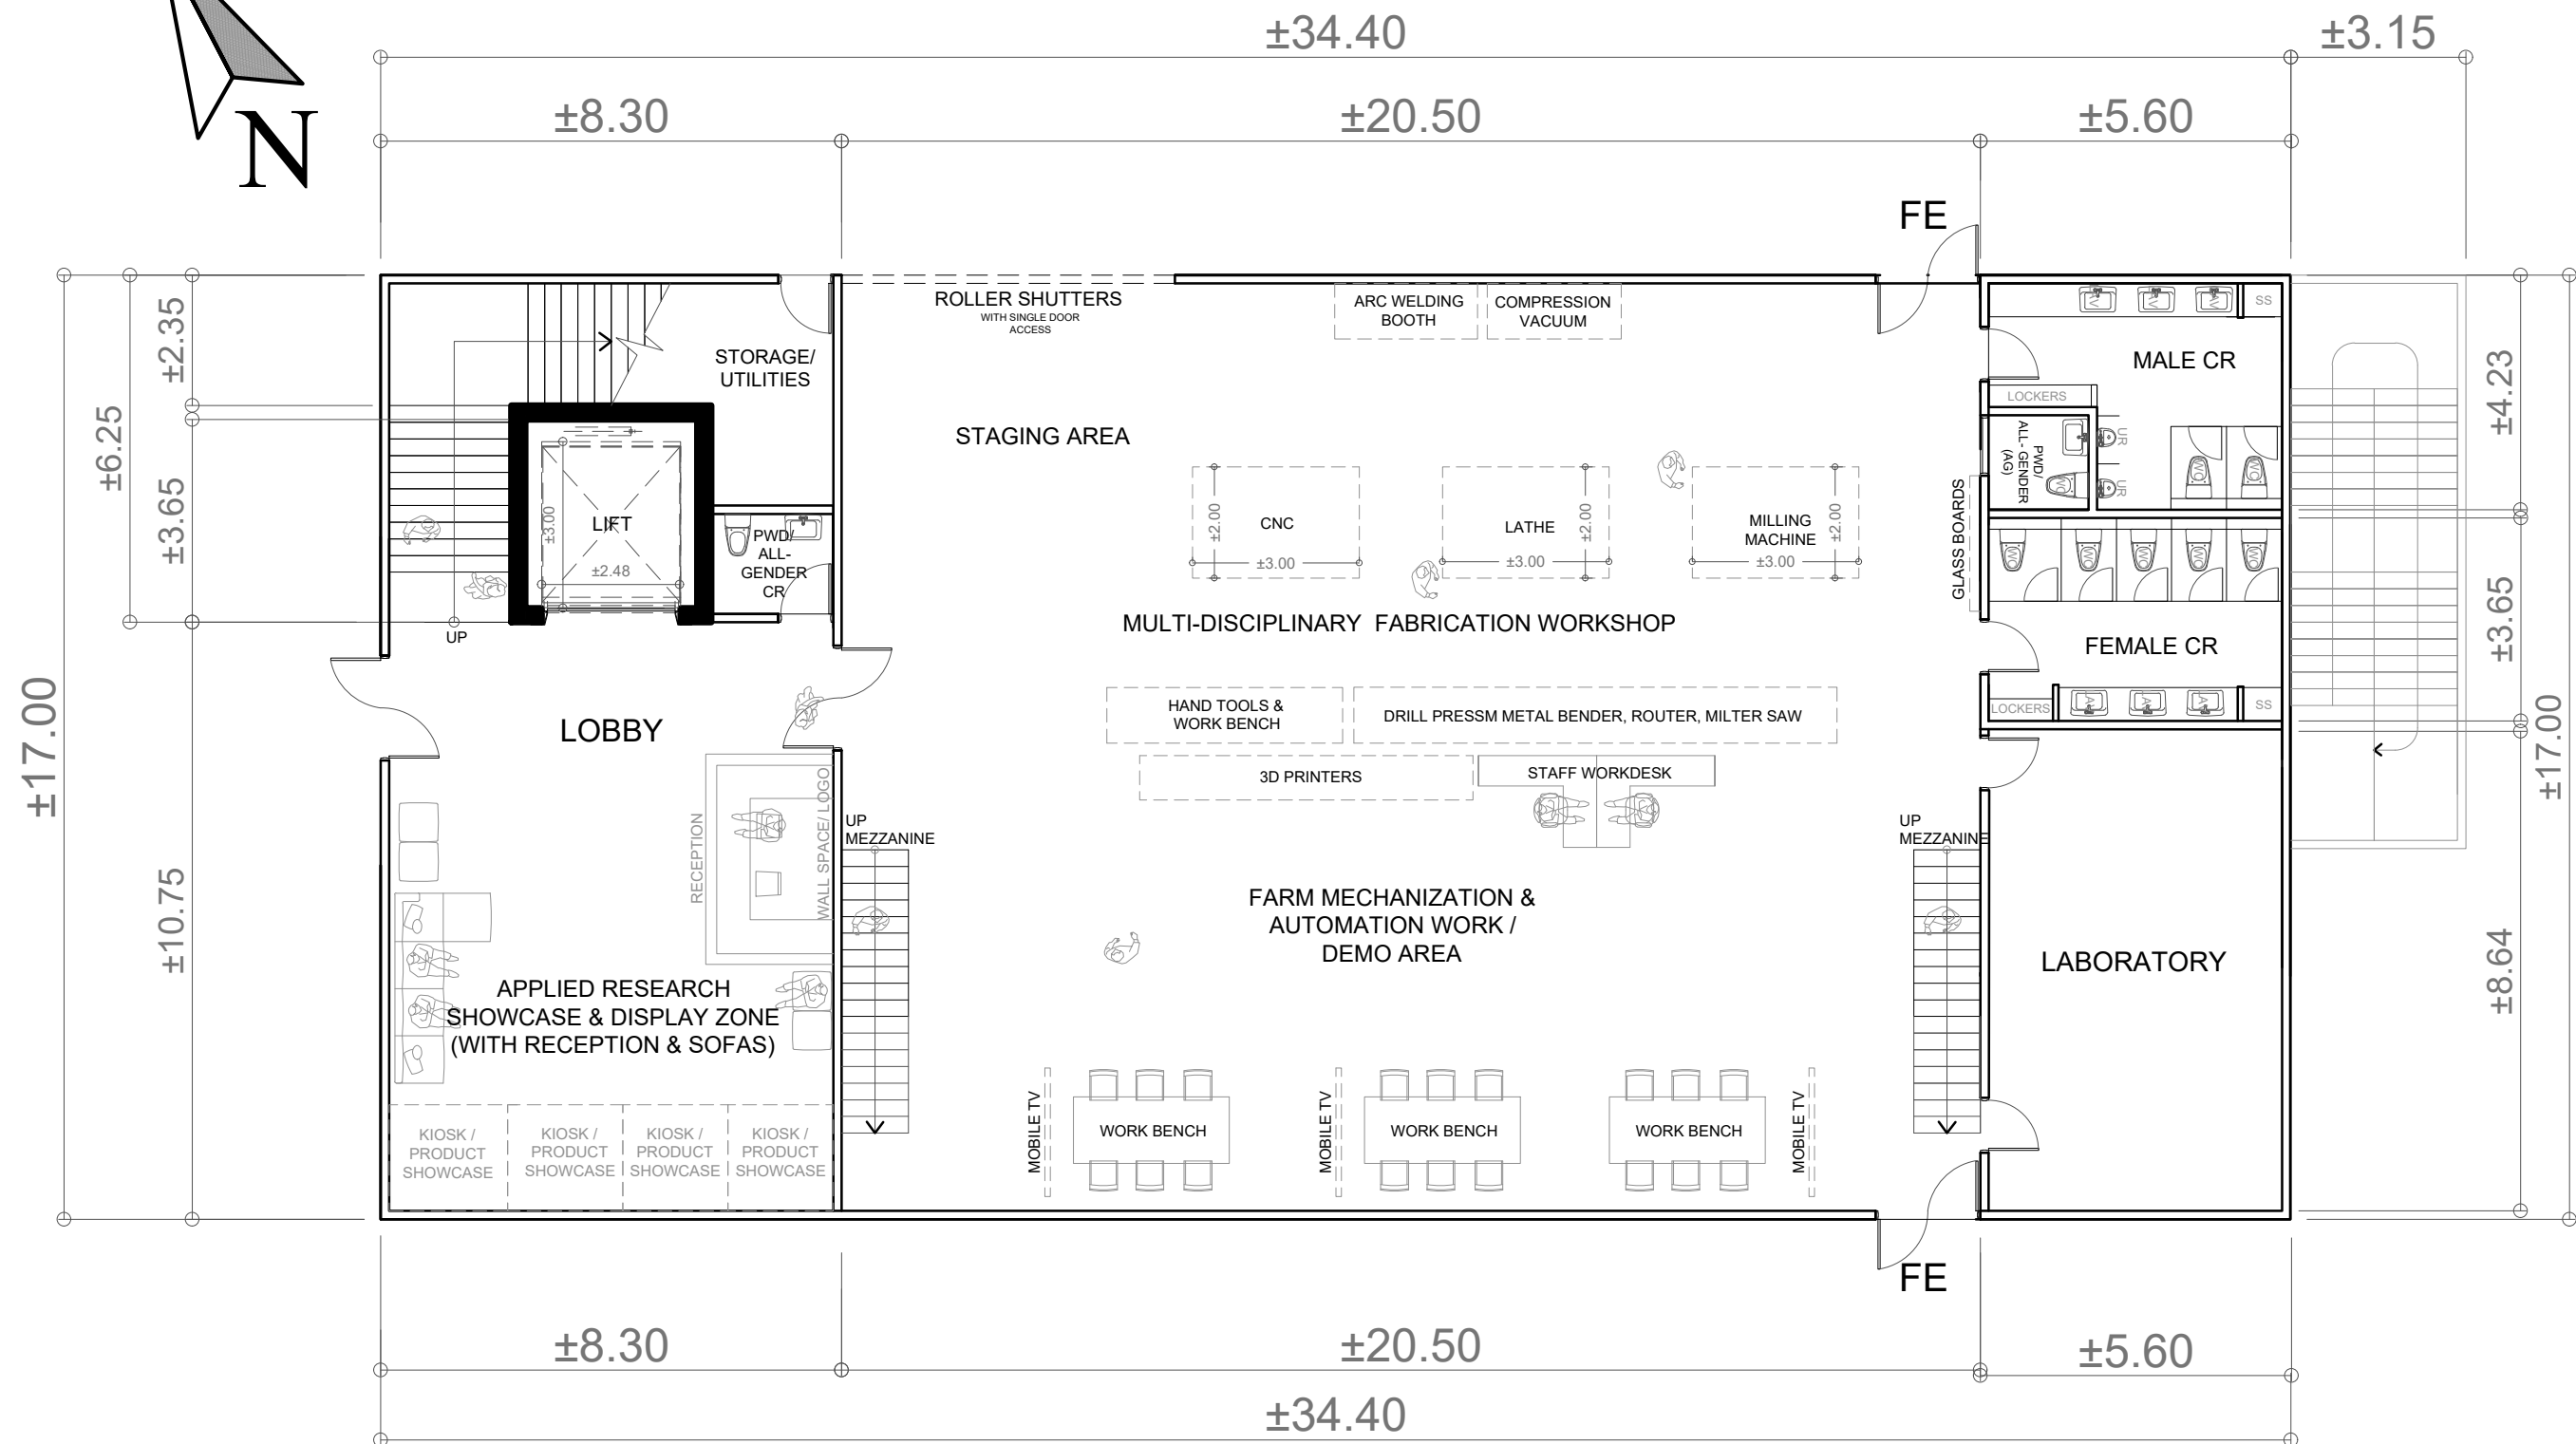 ±34.40
±3.15
±8.30
±20.50
±5.60
N
FE
±2.35
±6.25
±3.65
±17.00
±10.75
ROLLER SHUTTERS
WITH SINGLE DOOR
ACCESS
ARC WELDING
BOOTH
COMPRESSION
VACUUM
STORAGE/
UTILITIES
STAGING AREA
LIFT
±3.00
±2.48
PWD/
ALL-
GENDER
CR
UP
CNC
±2.00
±3.00
LATHE
±2.00
±3.00
MILLING
MACHINE
±2.00
±3.00
GLASS BOARDS
MULTI-DISCIPLINARY FABRICATION WORKSHOP
SS
MALE CR
LOCKERS
PWD/
ALL- GENDER
(AG)
UR
UR
WC
WC
WC
WC
WC
WC
WC
WC
FEMALE CR
LOCKERS
SS
±4.23
±3.65
±17.00
±8.64
LOBBY
HAND TOOLS &
WORK BENCH
DRILL PRESSM METAL BENDER, ROUTER, MILTER SAW
3D PRINTERS
STAFF WORKDESK
RECEPTION
WALL SPACE/ LOGO
UP
MEZZANINE
UP
MEZZANINE
FARM MECHANIZATION &
AUTOMATION WORK /
DEMO AREA
LABORATORY
APPLIED RESEARCH
SHOWCASE & DISPLAY ZONE
(WITH RECEPTION & SOFAS)
KIOSK /
PRODUCT
SHOWCASE
KIOSK /
PRODUCT
SHOWCASE
KIOSK /
PRODUCT
SHOWCASE
KIOSK /
PRODUCT
SHOWCASE
MOBILE TV
WORK BENCH
MOBILE TV
WORK BENCH
WORK BENCH
MOBILE TV
FE
±8.30
±20.50
±5.60
±34.40